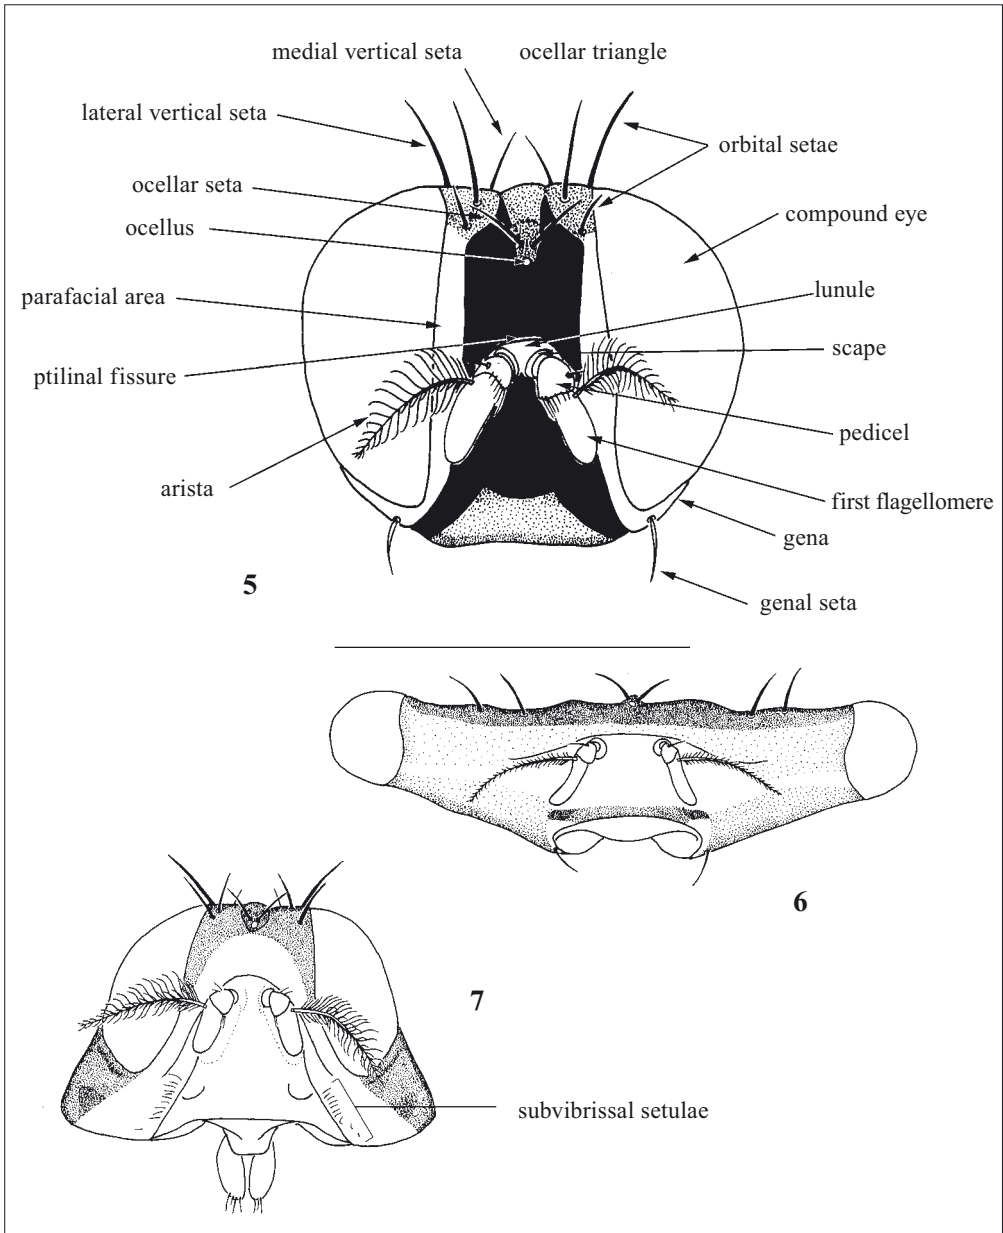 medial vertical seta
ocellar triangle
lateral vertical seta
orbital setae
ocellar seta
compound eye
ocellus
lunule
parafacial area
scape
ptilinal fissure
pedicel
arista
first flagellomere
gena
5
genal seta
6
7
subvibrissal setulae